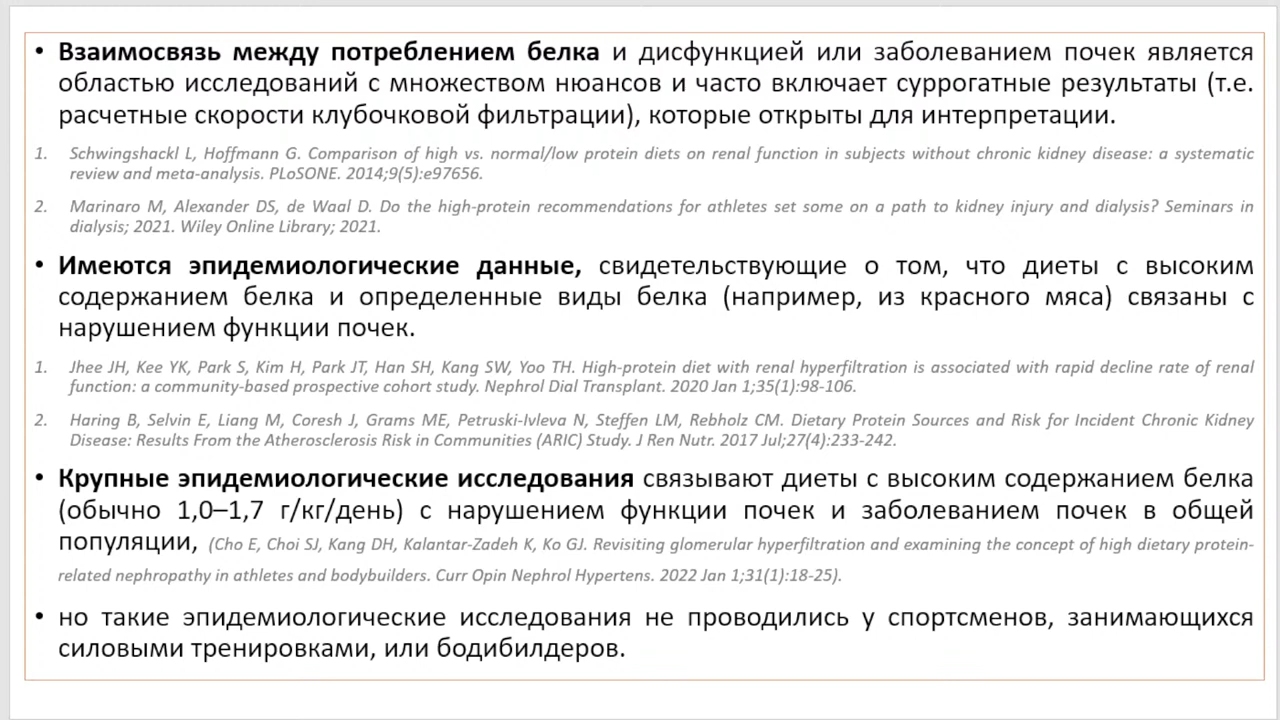 • Взаимосвязь между потреблением белка и дисфункцией или заболеванием почек является
областью исследований с множеством нюансов и часто включает суррогатные результаты (т.е.
расчетные скорости клубочковой фильтрации), которые открыты для интерпретации.
1. Schwingshackl L, Hoffmann G. Comparison of high vs. normal/low protein diets on renal function in subjects without chronic kidney disease: a systematic
review and meta-analysis. PLoSONE. 2014;9(5):e97656.
2. Marinaro M, Alexander DS, de Waal D. Do the high-protein recommendations for athletes set some on a path to kidney injury and dialysis? Seminars in
dialysis; 2021. Wiley Online Library; 2021.
• Имеются эпидемиологические данные, свидетельствующие о том, что диеты с высоким
содержанием белка и определенные виды белка (например, из красного мяса) связаны с
нарушением функции почек.
1. Jhee JH, Kee YK, Park S, Kim H, Park JT, Han SH, Kang SW, Yoo TH. High-protein diet with renal hyperfiltration is associated with rapid decline rate of renal
function: a community-based prospective cohort study. Nephrol Dial Transplant. 2020 Jan 1;35(1):98-106.
2. Haring B, Selvin E, Liang M, Coresh J, Grams ME, Petruski-Ivleva N, Steffen LM, Rebholz CM. Dietary Protein Sources and Risk for Incident Chronic Kidney
Disease: Results From the Atherosclerosis Risk in Communities (ARIC) Study. J Ren Nutr. 2017 Jul;27(4):233-242.
• Крупные эпидемиологические исследования связывают диеты с высоким содержанием белка
(обычно 1,0–1,7 г/кг/день) с нарушением функции почек и заболеванием почек в общей
популяции, (Cho E, Choi SJ, Kang DH, Kalantar-Zadeh K, Ko GJ. Revisiting glomerular hyperfiltration and examining the concept of high dietary protein-
related nephropathy in athletes and bodybuilders. Curr Opin Nephrol Hypertens. 2022 Jan 1;31(1):18-25).
• но такие эпидемиологические исследования не проводились у спортсменов, занимающихся
силовыми тренировками, или бодибилдеров.